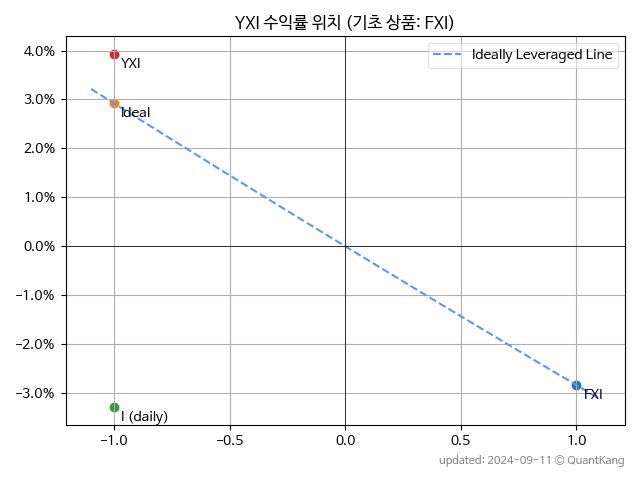 YXI 수익률 위치 (기초 상품: FXI)
4.0%
3.0%
2.0%
1.0%
0.0%
−1.0%
−2.0%
−3.0%
YXI
Ideal
Ideally Leveraged Line
FXI
I (daily)
−1.0 −0.5 0.0 0.5 1.0
updated: 2024-09-11 © QuantKang